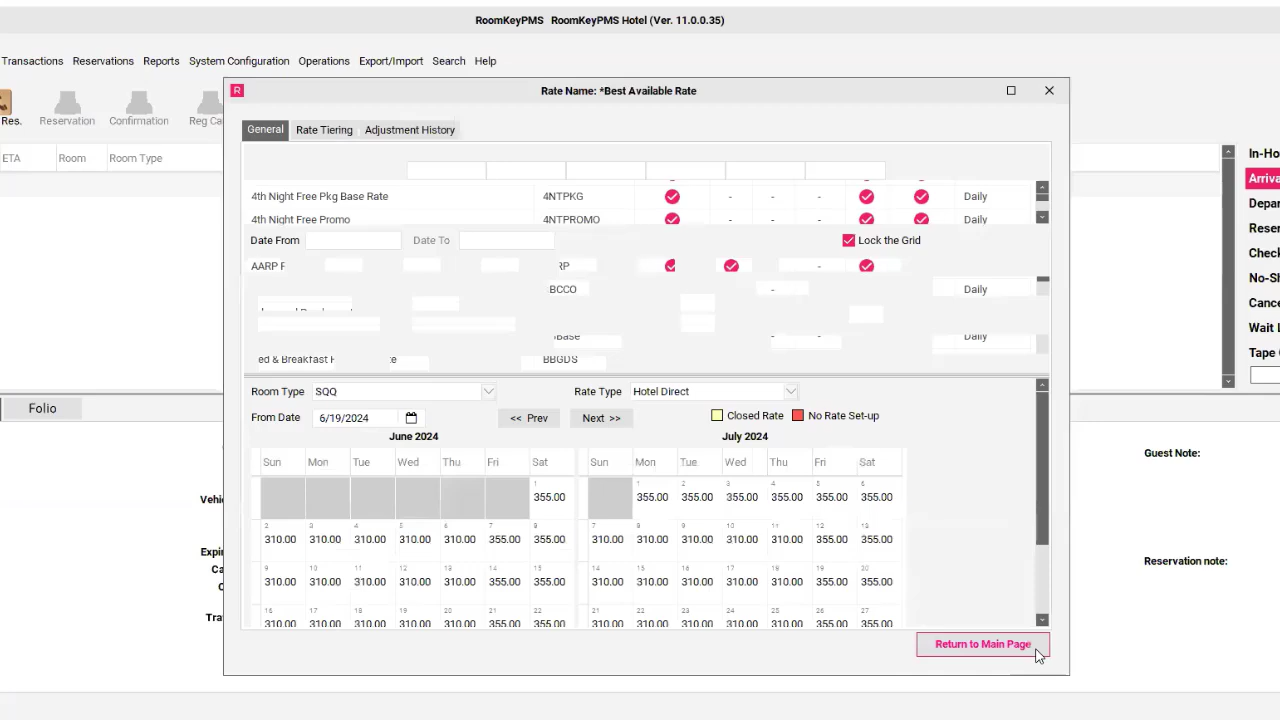 RoomKeyPMS RoomKeyPMS Hotel (Ver. 11.0.0.35)
Transactions Reservations Reports System Configuration Operations Export/Import Search Help
R Rate Name: *Best Available Rate
Res. Reservation Confirmation Reg Ca
General Rate Tiering Adjustment History
ETA Room Room Type
In-Ho
Arriva
4th Night Free Pkg Base Rate 4NTPKG - - - Daily
Depar
4th Night Free Promo 4NTPROMO - - - Daily
Reser
Date From Date To Lock the Grid
Check
AARP F RP -
No-Sh
BCCO - Daily
Cance
Wait L
Base - - Daily
Tape C
ed & Breakfast F e BBGDS
Room Type SQQ Rate Type Hotel Direct
Folio
From Date 6/19/2024 << Prev Next >> Closed Rate No Rate Set-up
June 2024 July 2024
Guest Note:
Sun Mon Tue Wed Thu Fri Sat Sun Mon Tue Wed Thu Fri Sat
1 1 2 3 4 5 6
Vehic 355.00 355.00 355.00 355.00 355.00 355.00 355.00
2 3 4 5 6 7 8 7 8 9 10 11 12 13
310.00 310.00 310.00 310.00 310.00 355.00 355.00 310.00 310.00 310.00 310.00 310.00 355.00 355.00
Expir
Reservation note:
9 10 11 12 13 14 15 14 15 16 17 18 19 20
Ca
310.00 310.00 310.00 310.00 310.00 355.00 355.00 310.00 310.00 310.00 310.00 310.00 355.00 355.00
C
16 17 18 19 20 21 22 21 22 23 24 25 26 27
Tra
310.00 310.00 310.00 310.00 310.00 355.00 355.00 310.00 310.00 310.00 310.00 310.00 355.00 355.00
Return to Main Page